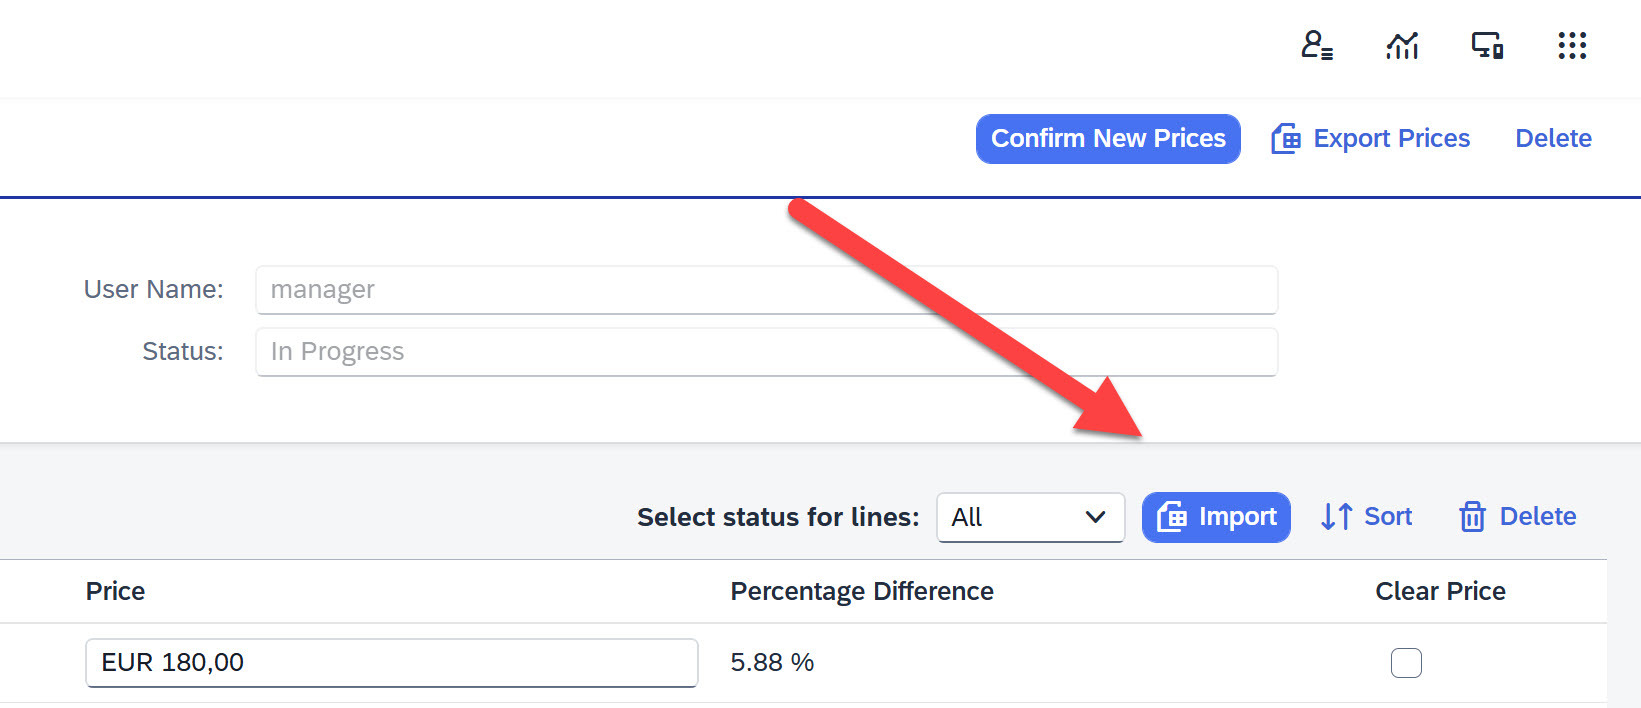 Confirm New Prices Export Prices Delete
User Name: manager
Status: In Progress
Select status for lines: All Import Sort Delete
Price Percentage Difference Clear Price
EUR 180,00 5.88 %